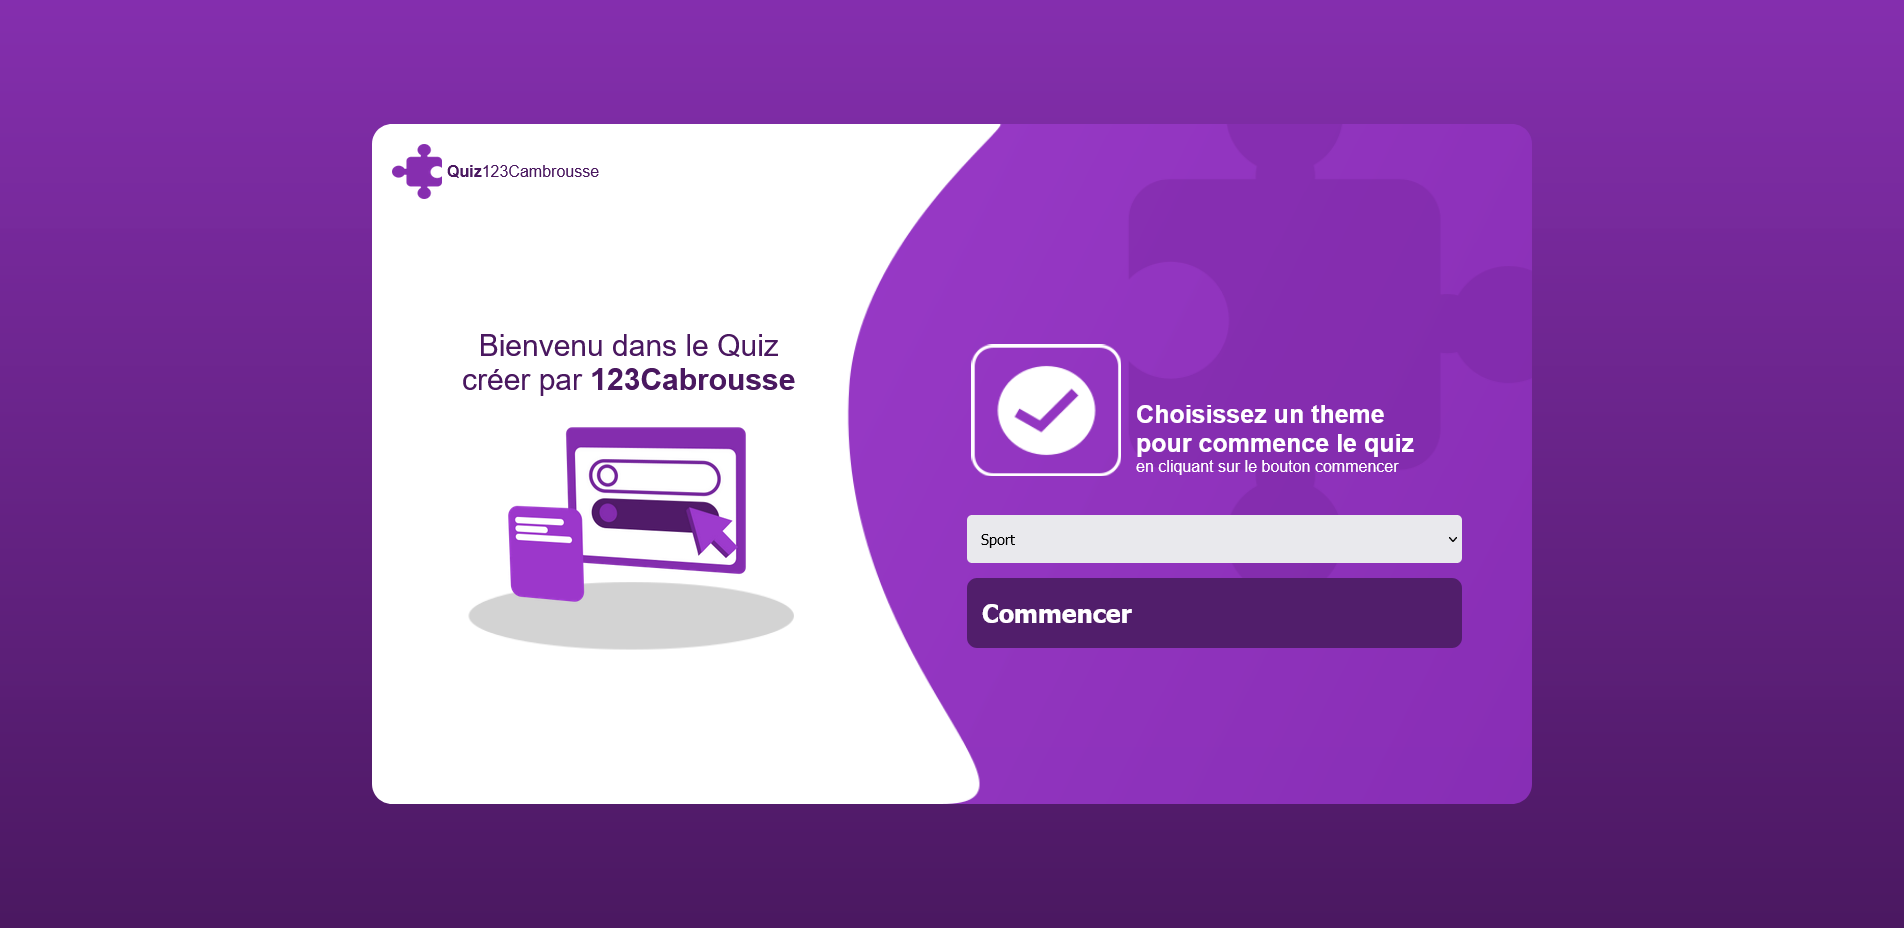 Quiz123Cambrousse
Bienvenu dans le Quiz
créer par 123Cabrousse
Choisissez un theme
pour commence le quiz
en cliquant sur le bouton commencer
Sport
Commencer